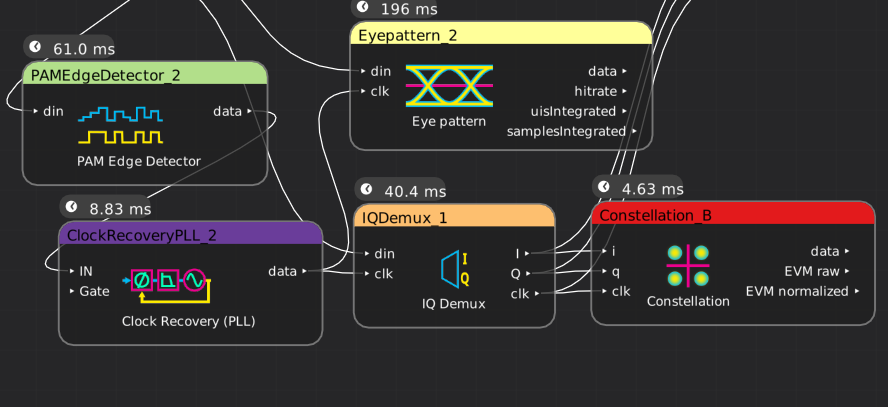 196 ms
Eyepattern_2
din
clk
Eye pattern
data
hitrate
uisIntegrated
samplesIntegrated
61.0 ms
PAMEdgeDetector_2
din
data
PAM Edge Detector
8.83 ms
ClockRecoveryPLL_2
IN
Gate
data
Clock Recovery (PLL)
40.4 ms
IQDemux_1
din
clk
I
Q
IQ Demux
I
Q
clk
4.63 ms
Constellation_B
i
q
clk
Constellation
data
EVM raw
EVM normalized